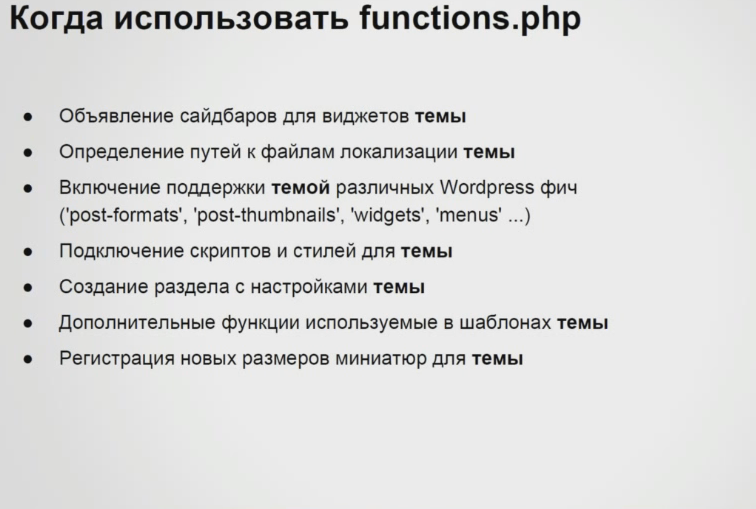 Когда использовать functions.php
● Объявление сайдбаров для виджетов темы
● Определение путей к файлам локализации темы
● Включение поддержки темой различных Wordpress фич
('post-formats', 'post-thumbnails', 'widgets', 'menus' ...)
● Подключение скриптов и стилей для темы
● Создание раздела с настройками темы
● Дополнительные функции используемые в шаблонах темы
● Регистрация новых размеров миниатюр для темы